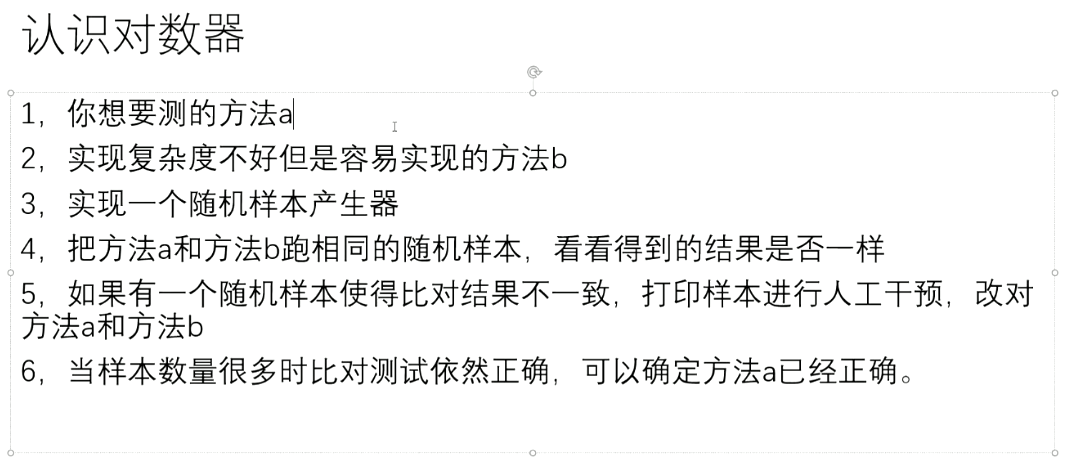 认识对数器
1，你想要测的方法a
2，实现复杂度不好但是容易实现的方法b
3，实现一个随机样本产生器
4，把方法a和方法b跑相同的随机样本，看看得到的结果是否一样
5，如果有一个随机样本使得比对结果不一致，打印样本进行人工干预，改对
方法a和方法b
6，当样本数量很多时比对测试依然正确，可以确定方法a已经正确。